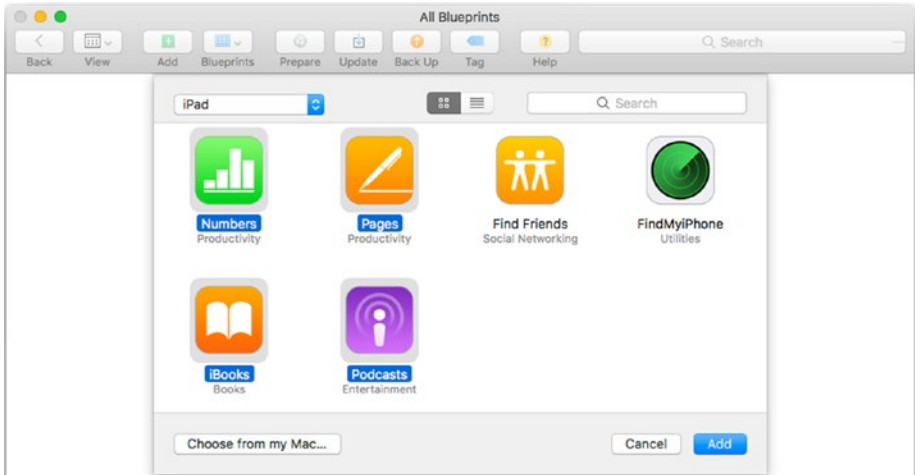 All Blueprints
Back View Add Blueprints Prepare Update Back Up Tag Help Search
iPad Search
Numbers Pages Find Friends FindMyiPhone
Productivity Productivity Social Networking Utilities
iBooks Podcasts
Books Entertainment
Choose from my Mac... Cancel Add